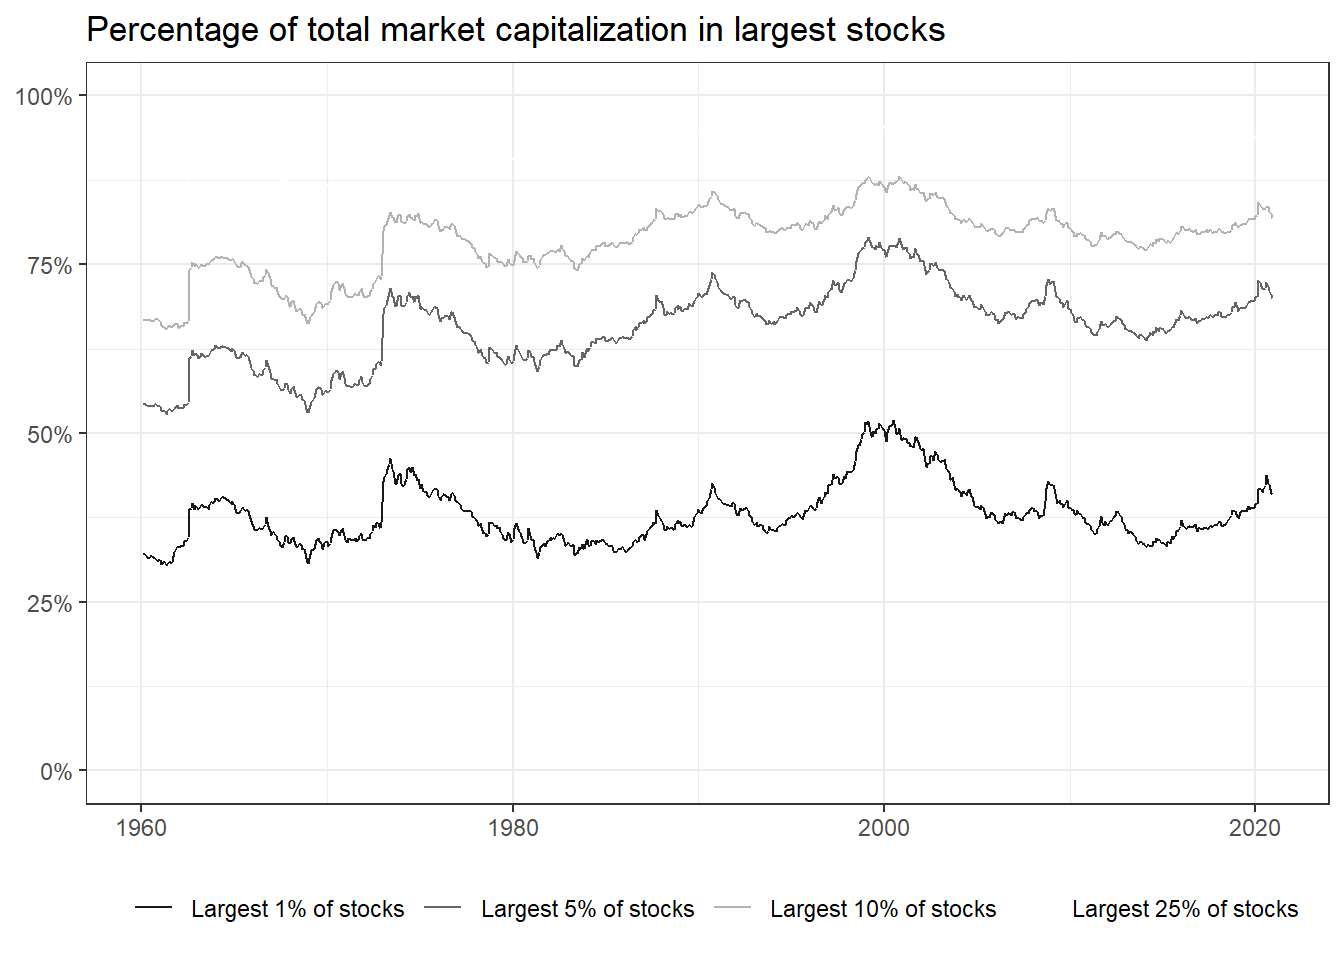 Percentage of total market capitalization in largest stocks
100%
75%
50%
25%
0%
1960 1980 2000 2020
Largest 1% of stocks Largest 5% of stocks Largest 10% of stocks Largest 25% of stocks